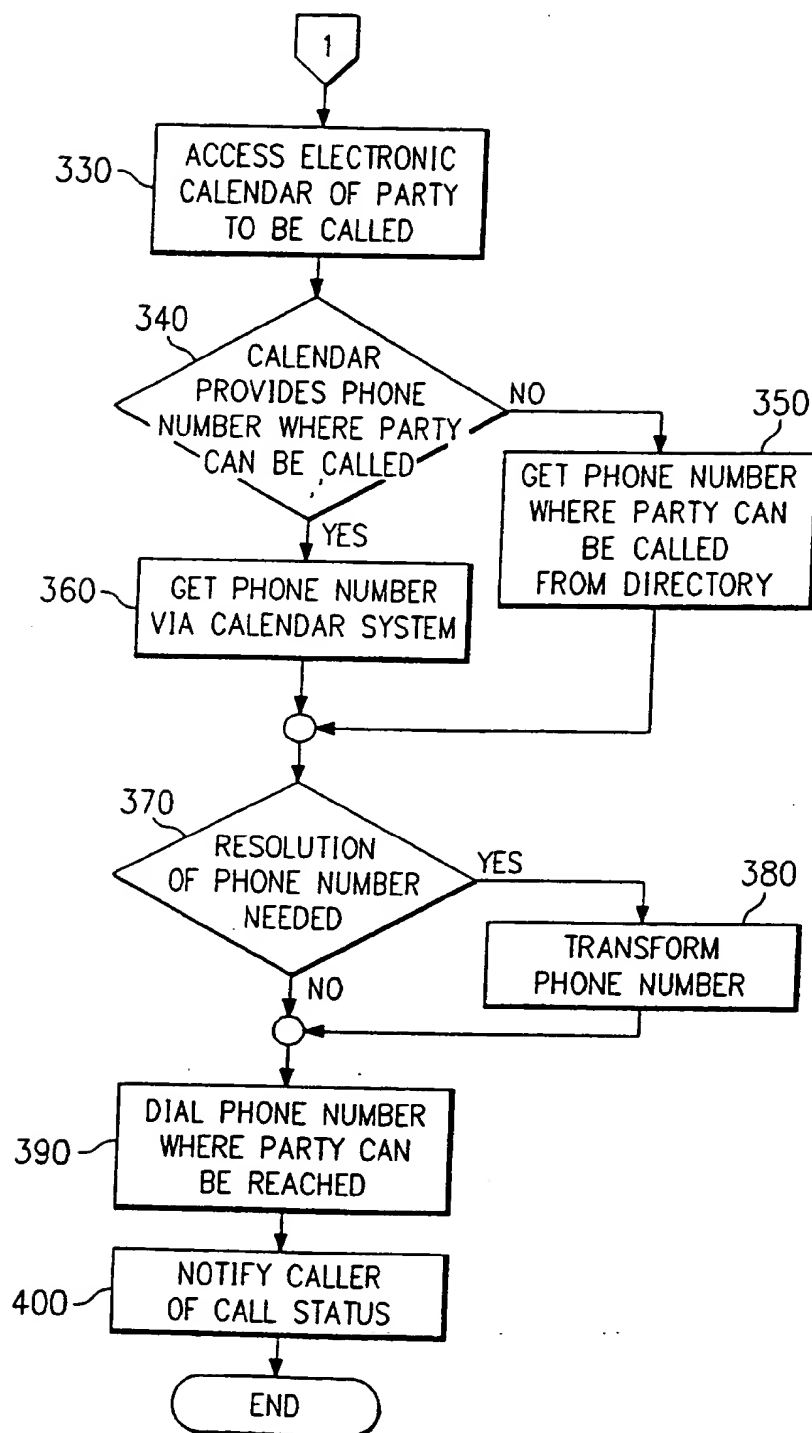 1
330
ACCESS ELECTRONIC
CALENDAR OF PARTY
TO BE CALLED
340
CALENDAR
PROVIDES PHONE
NUMBER WHERE PARTY
CAN BE CALLED
NO
YES
350
GET PHONE NUMBER
WHERE PARTY CAN
BE CALLED
FROM DIRECTORY
360
GET PHONE NUMBER
VIA CALENDAR SYSTEM
370
RESOLUTION
OF PHONE NUMBER
NEEDED
YES
NO
380
TRANSFORM
PHONE NUMBER
390
DIAL PHONE NUMBER
WHERE PARTY CAN
BE REACHED
400
NOTIFY CALLER
OF CALL STATUS
END